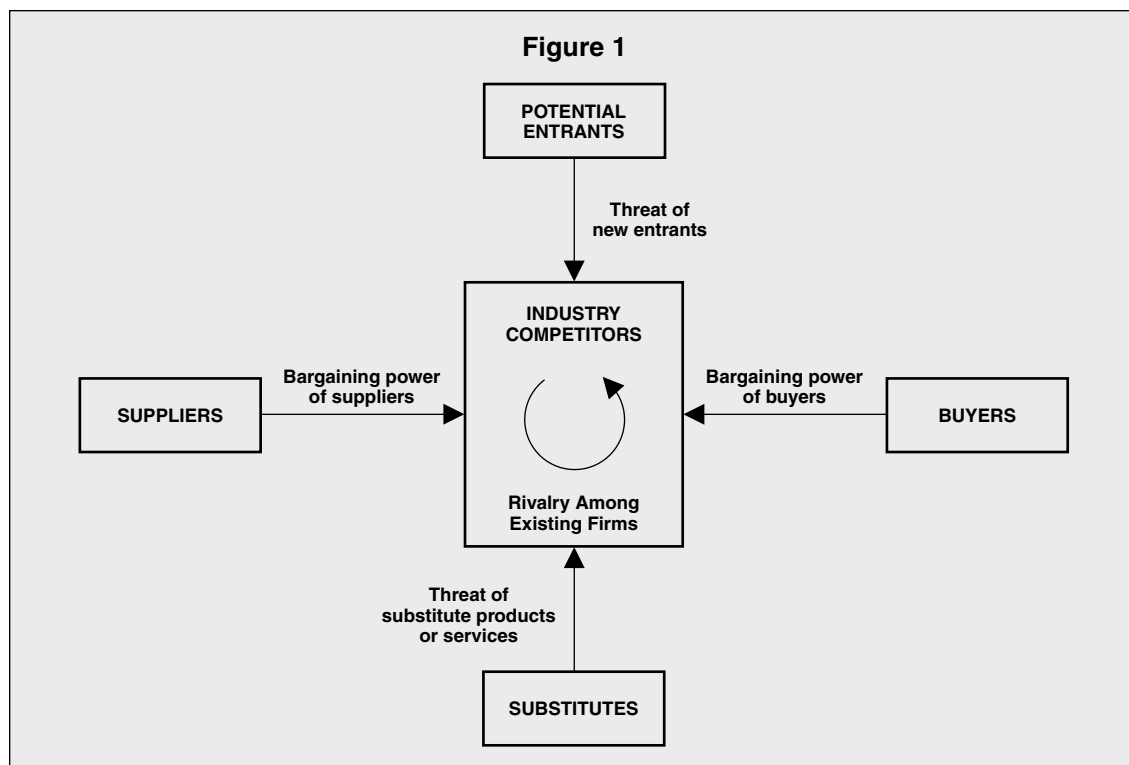 Figure 1
POTENTIAL
ENTRANTS
Threat of
new entrants
INDUSTRY
COMPETITORS
Bargaining power
of suppliers
Bargaining power
of buyers
SUPPLIERS
BUYERS
Rivalry Among
Existing Firms
Threat of
substitute products
or services
SUBSTITUTES